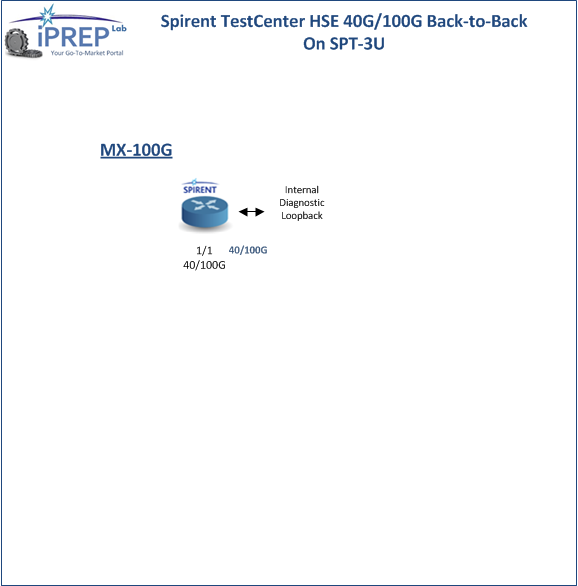 iPREP Lab
Your Go-To-Market Portal
Spirent TestCenter HSE 40G/100G Back-to-Back
On SPT-3U
MX-100G
SPIRENT
Internal
Diagnostic
Loopback
1/1 40/100G
40/100G